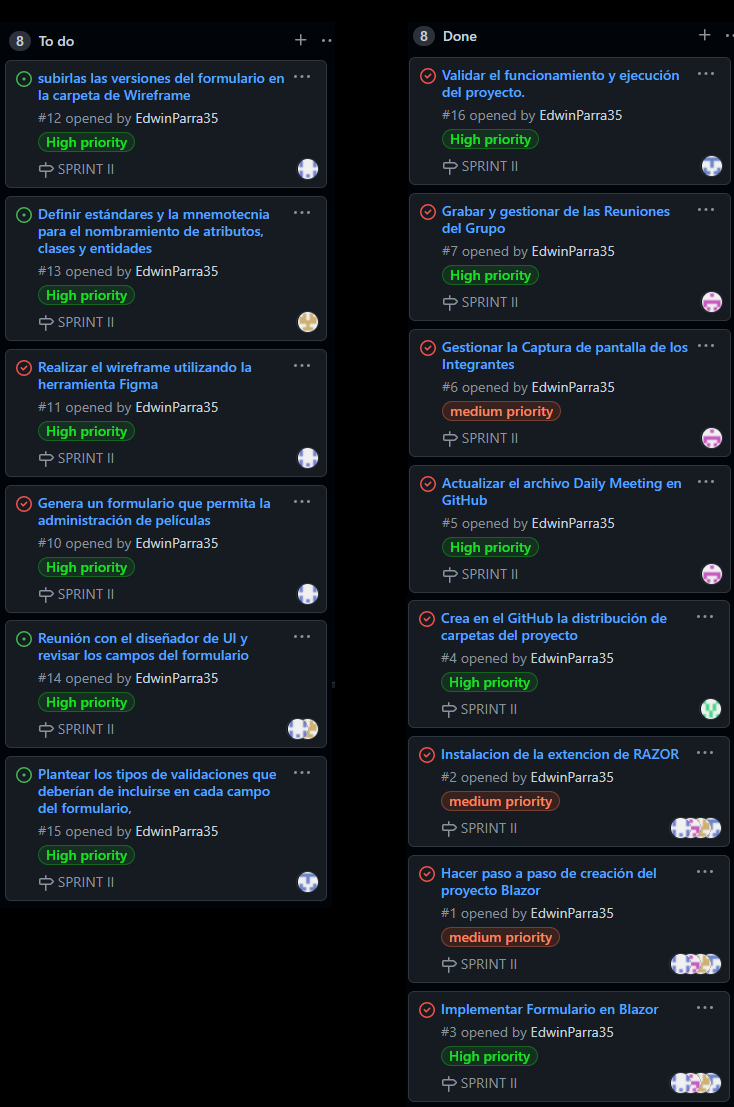 8 To do
subirlas las versiones del formulario en
la carpeta de Wireframe
#12 opened by EdwinParra35
High priority
SPRINT II
Definir estándares y la mnemotecnia
para el nombramiento de atributos,
clases y entidades
#13 opened by EdwinParra35
High priority
SPRINT II
Realizar el wireframe utilizando la
herramienta Figma
#11 opened by EdwinParra35
High priority
SPRINT II
Genera un formulario que permita la
administración de películas
#10 opened by EdwinParra35
High priority
SPRINT II
Reunión con el diseñador de UI y
revisar los campos del formulario
#14 opened by EdwinParra35
High priority
SPRINT II
Plantear los tipos de validaciones que
deberían de incluirse en cada campo
del formulario,
#15 opened by EdwinParra35
High priority
SPRINT II
8 Done
Validar el funcionamiento y ejecución
del proyecto.
#16 opened by EdwinParra35
High priority
SPRINT II
Grabar y gestionar de las Reuniones
del Grupo
#7 opened by EdwinParra35
High priority
SPRINT II
Gestionar la Captura de pantalla de los
Integrantes
#6 opened by EdwinParra35
medium priority
SPRINT II
Actualizar el archivo Daily Meeting en
GitHub
#5 opened by EdwinParra35
High priority
SPRINT II
Crea en el GitHub la distribución de
carpetas del proyecto
#4 opened by EdwinParra35
High priority
SPRINT II
Instalacion de la extencion de RAZOR
#2 opened by EdwinParra35
medium priority
SPRINT II
Hacer paso a paso de creación del
proyecto Blazor
#1 opened by EdwinParra35
medium priority
SPRINT II
Implementar Formulario en Blazor
#3 opened by EdwinParra35
High priority
SPRINT II